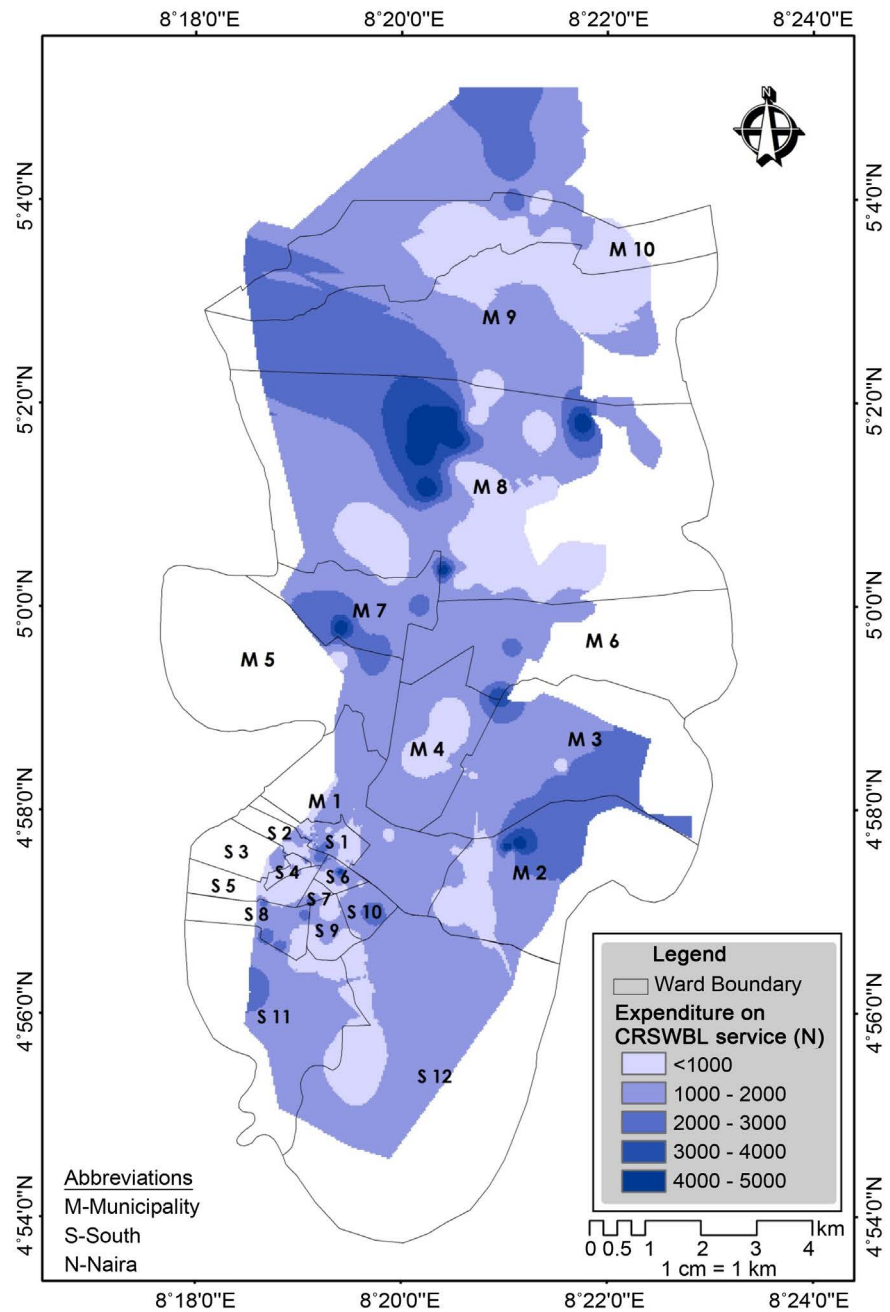 8°18'0"E 8°20'0"E 8°22'0"E 8°24'0"E
N
5°4'0"N 5°4'0"N
M 10
M 9
5°2'0"N 5°2'0"N
M 8
5°0'0"N 5°0'0"N
M 7
M 6
M 5
M 3
M 4
4°58'0"N 4°58'0"N
M 1
S 2
S 1
S 3
S 4
M 2
S 6
S 5
S 7
S 8
S 10
S 9
4°56'0"N 4°56'0"N
S 11
S 12
Legend
Ward Boundary
Expenditure on
CRSWBL service (N)
<1000
1000 - 2000
2000 - 3000
3000 - 4000
4000 - 5000
Abbreviations
M-Municipality
S-South
N-Naira
4°54'0"N 4°54'0"N
km
0 0.5 1 2 3 4
1 cm = 1 km
8°18'0"E 8°20'0"E 8°22'0"E 8°24'0"E